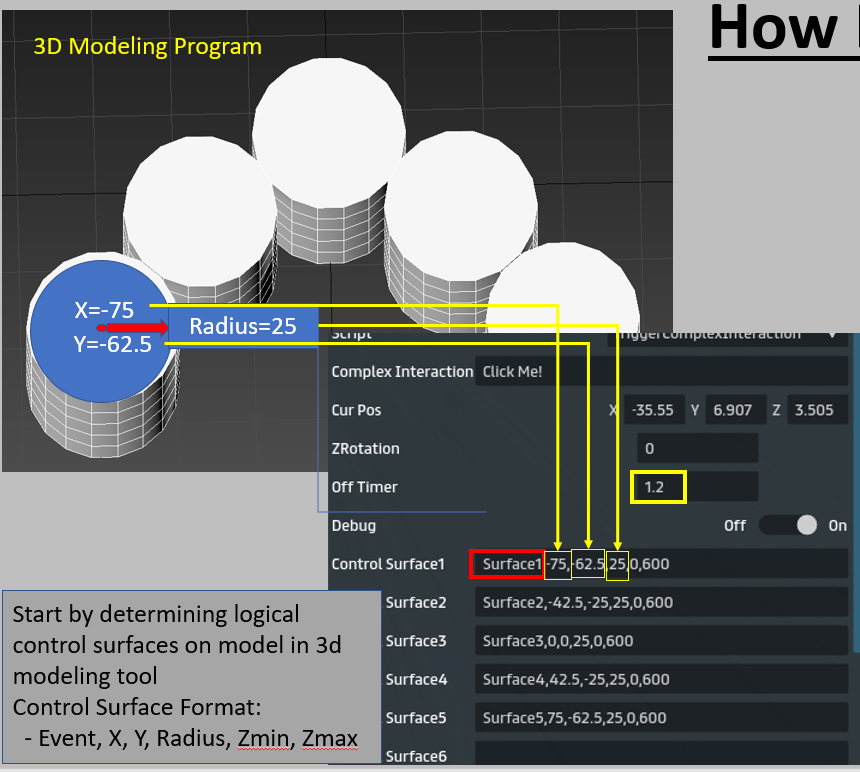 How
3D Modeling Program
X=-75
Radius=25
Y=-62.5
Script
TriggerComplexInteraction
Complex Interaction Click Me!
Cur Pos X -35.55 Y 6.907 Z 3.505
ZRotation 0
Off Timer 1.2
Debug Off On
Control Surface1 Surface1,-75,-62.5,25,0,600
Surface2 Surface2,-42.5,-25,25,0,600
Surface3 Surface3,0,0,25,0,600
Surface4 Surface4,42.5,-25,25,0,600
Surface5 Surface5,75,-62.5,25,0,600
Surface6
Start by determining logical
control surfaces on model in 3d
modeling tool
Control Surface Format:
- Event, X, Y, Radius, Zmin, Zmax